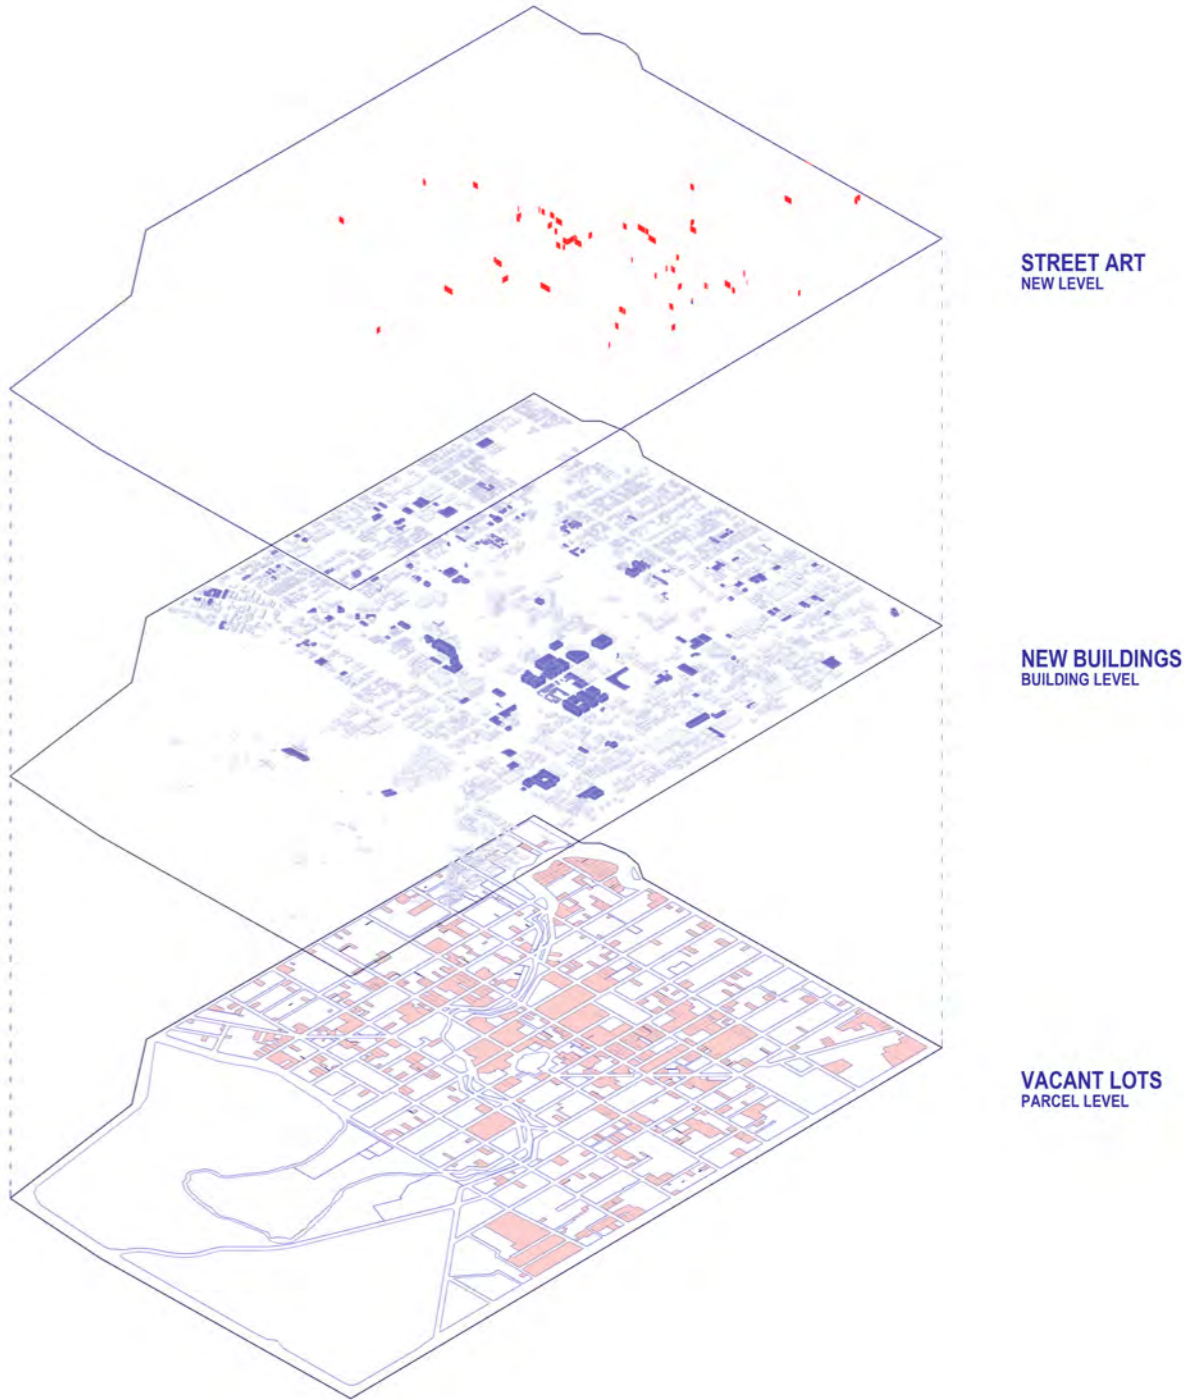 STREET ART
NEW LEVEL
NEW BUILDINGS
BUILDING LEVEL
VACANT LOTS
PARCEL LEVEL